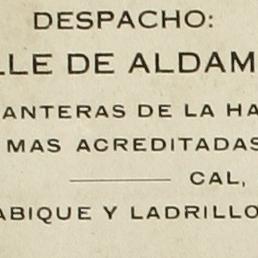 DESPACHO:
LLE DE ALDAM
ANTERAS DE LA HA
MAS ACREDITADAS
CAL,
ABIQUE Y LADRILLO